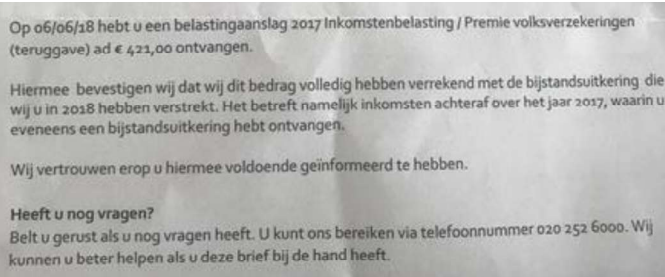 Op 06/06/18 hebt u een belastingaanslag 2017 Inkomstenbelasting / Premie volksverzekeringen
(teruggave) ad € 421,00 ontvangen.
Hiermee bevestigen wij dat wij dit bedrag volledig hebben verrekend met de bijstandsuitkering die
wij u in 2018 hebben verstrekt. Het betreft namelijk inkomsten achteraf over het jaar 2017, waarin u
eveneens een bijstandsuitkering hebt ontvangen.
Wij vertrouwen erop u hiermee voldoende geïnformeerd te hebben.
Heeft u nog vragen?
Belt u gerust als u nog vragen heeft. U kunt ons bereiken via telefoonnummer 020 252 6000. Wij
kunnen u beter helpen als u deze brief bij de hand heeft.